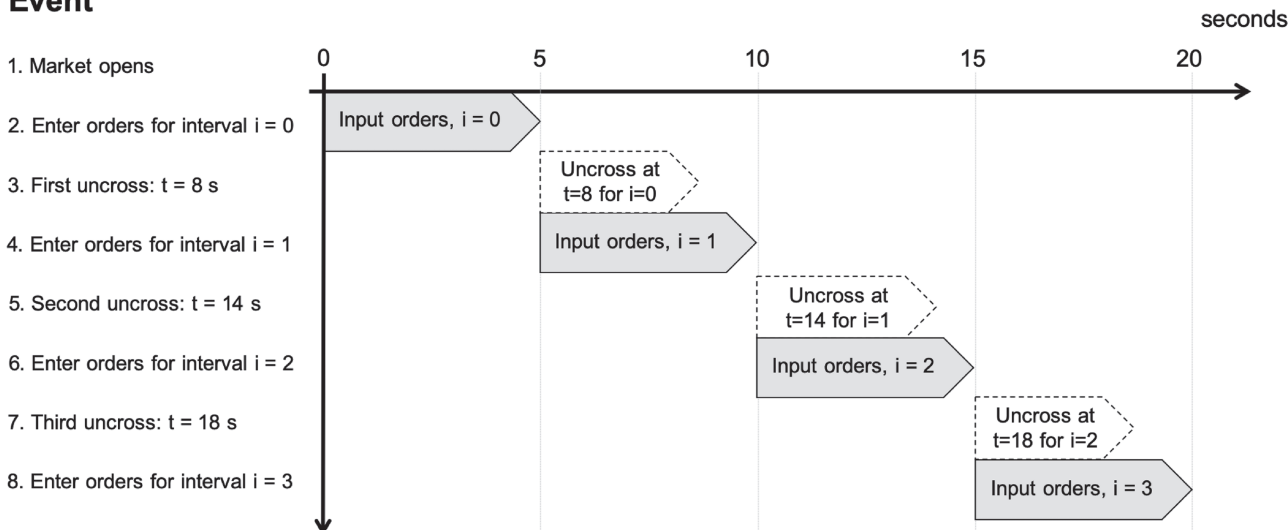 Event
seconds
0 5 10 15 20
1. Market opens
2. Enter orders for interval i = 0
Input orders, i = 0
3. First uncross: t = 8 s
Uncross at
t=8 for i=0
4. Enter orders for interval i = 1
Input orders, i = 1
5. Second uncross: t = 14 s
Uncross at
t=14 for i=1
6. Enter orders for interval i = 2
Input orders, i = 2
7. Third uncross: t = 18 s
Uncross at
t=18 for i=2
8. Enter orders for interval i = 3
Input orders, i = 3